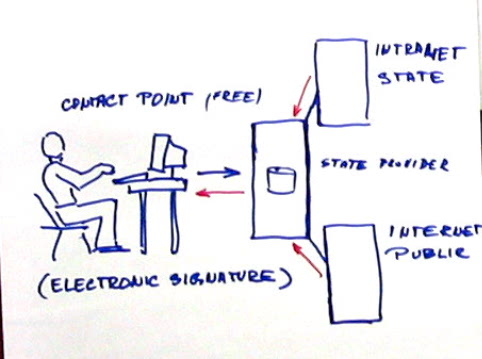 INTRANET
STATE
CONTACT POINT (FREE)
STATE PROVIDER
INTERNET
PUBLIC
(ELECTRONIC SIGNATURE)